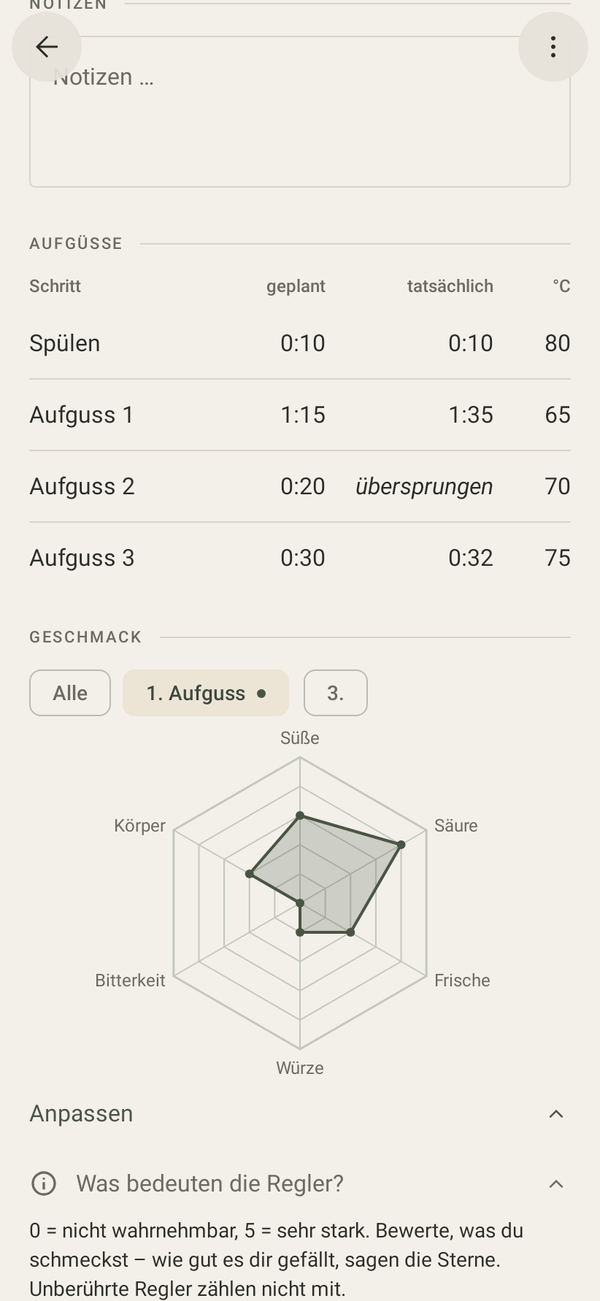 NOTIZEN
Notizen …
AUFGÜSSE
Schritt geplant tatsächlich °C
Spülen 0:10 0:10 80
Aufguss 1 1:15 1:35 65
Aufguss 2 0:20 übersprungen 70
Aufguss 3 0:30 0:32 75
GESCHMACK
Alle 1. Aufguss 3.
Süße
Körper Säure
Bitterkeit Frische
Würze
Anpassen
Was bedeuten die Regler?
0 = nicht wahrnehmbar, 5 = sehr stark. Bewerte, was du
schmeckst – wie gut es dir gefällt, sagen die Sterne.
Unberührte Regler zählen nicht mit.